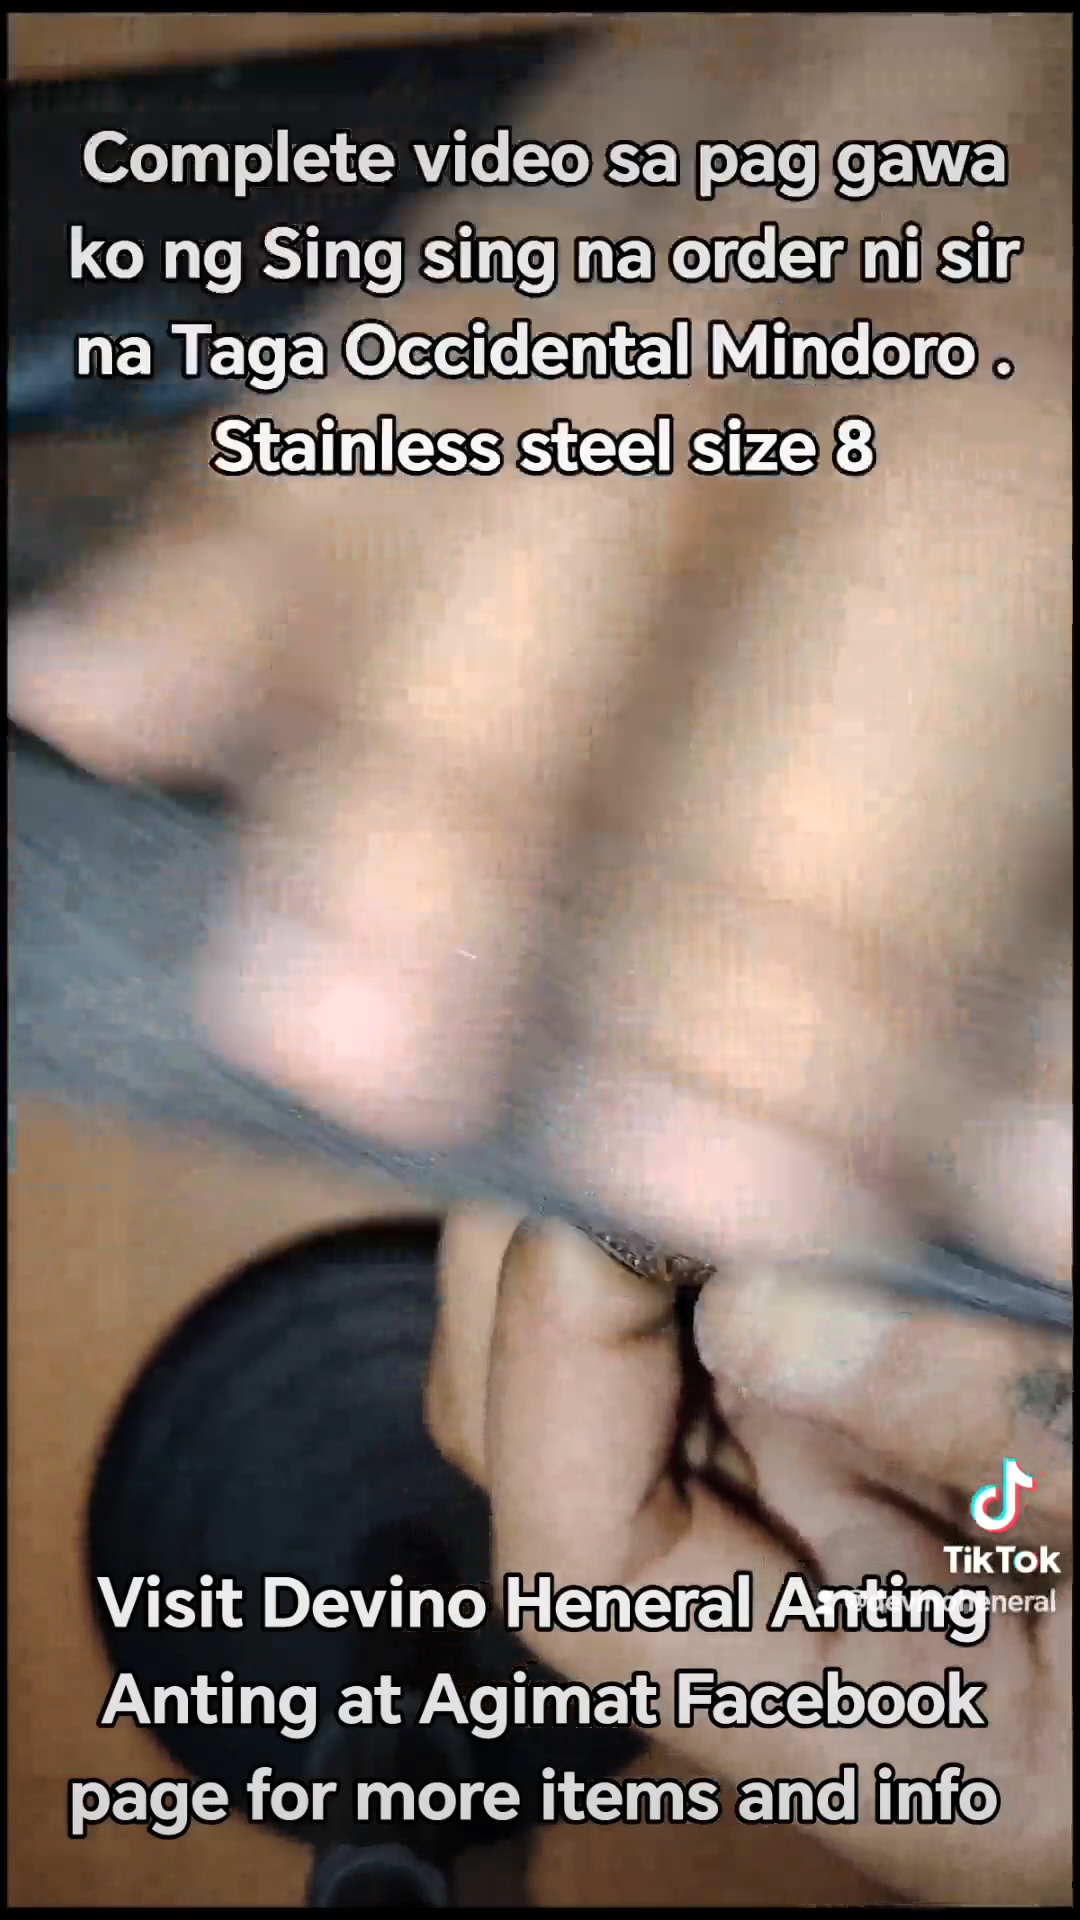 Complete video sa pag gawa
ko ng Sing sing na order ni sir
na Taga Occidental Mindoro .
Stainless steel size 8
TikTok
@devinoheneral
Visit Devino Heneral Anting
Anting at Agimat Facebook
page for more items and info